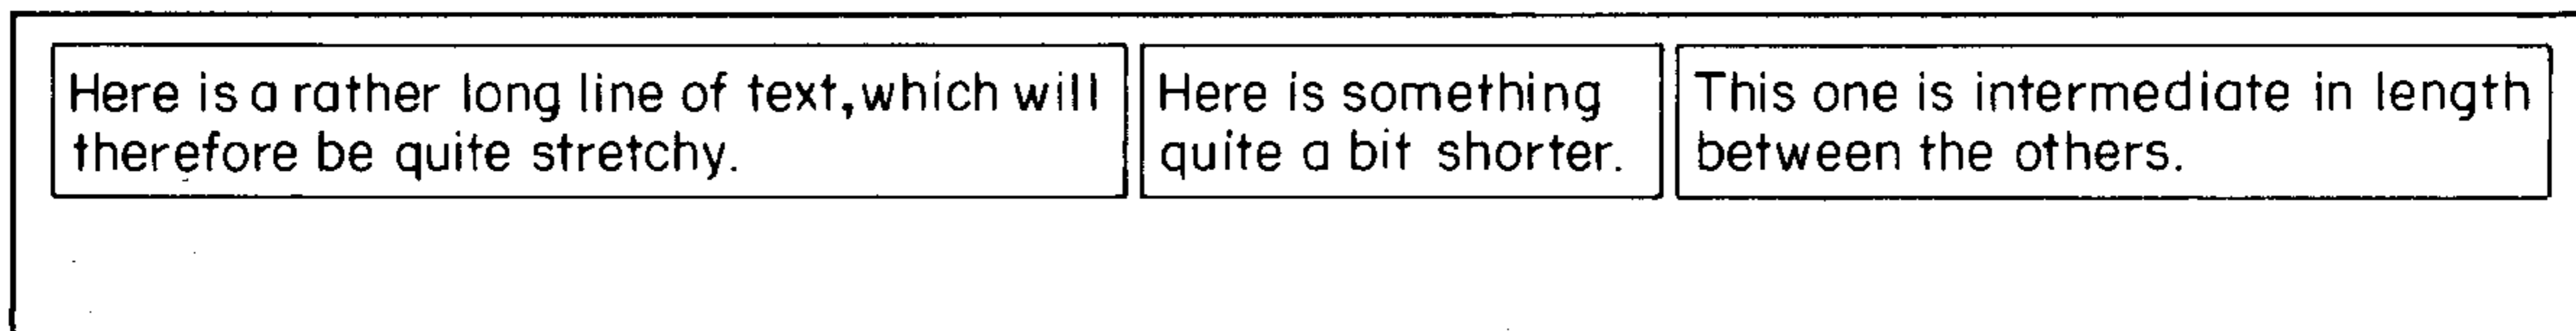 Here is a rather long line of text, which will
therefore be quite stretchy.
Here is something
quite a bit shorter.
This one is intermediate in length
between the others.